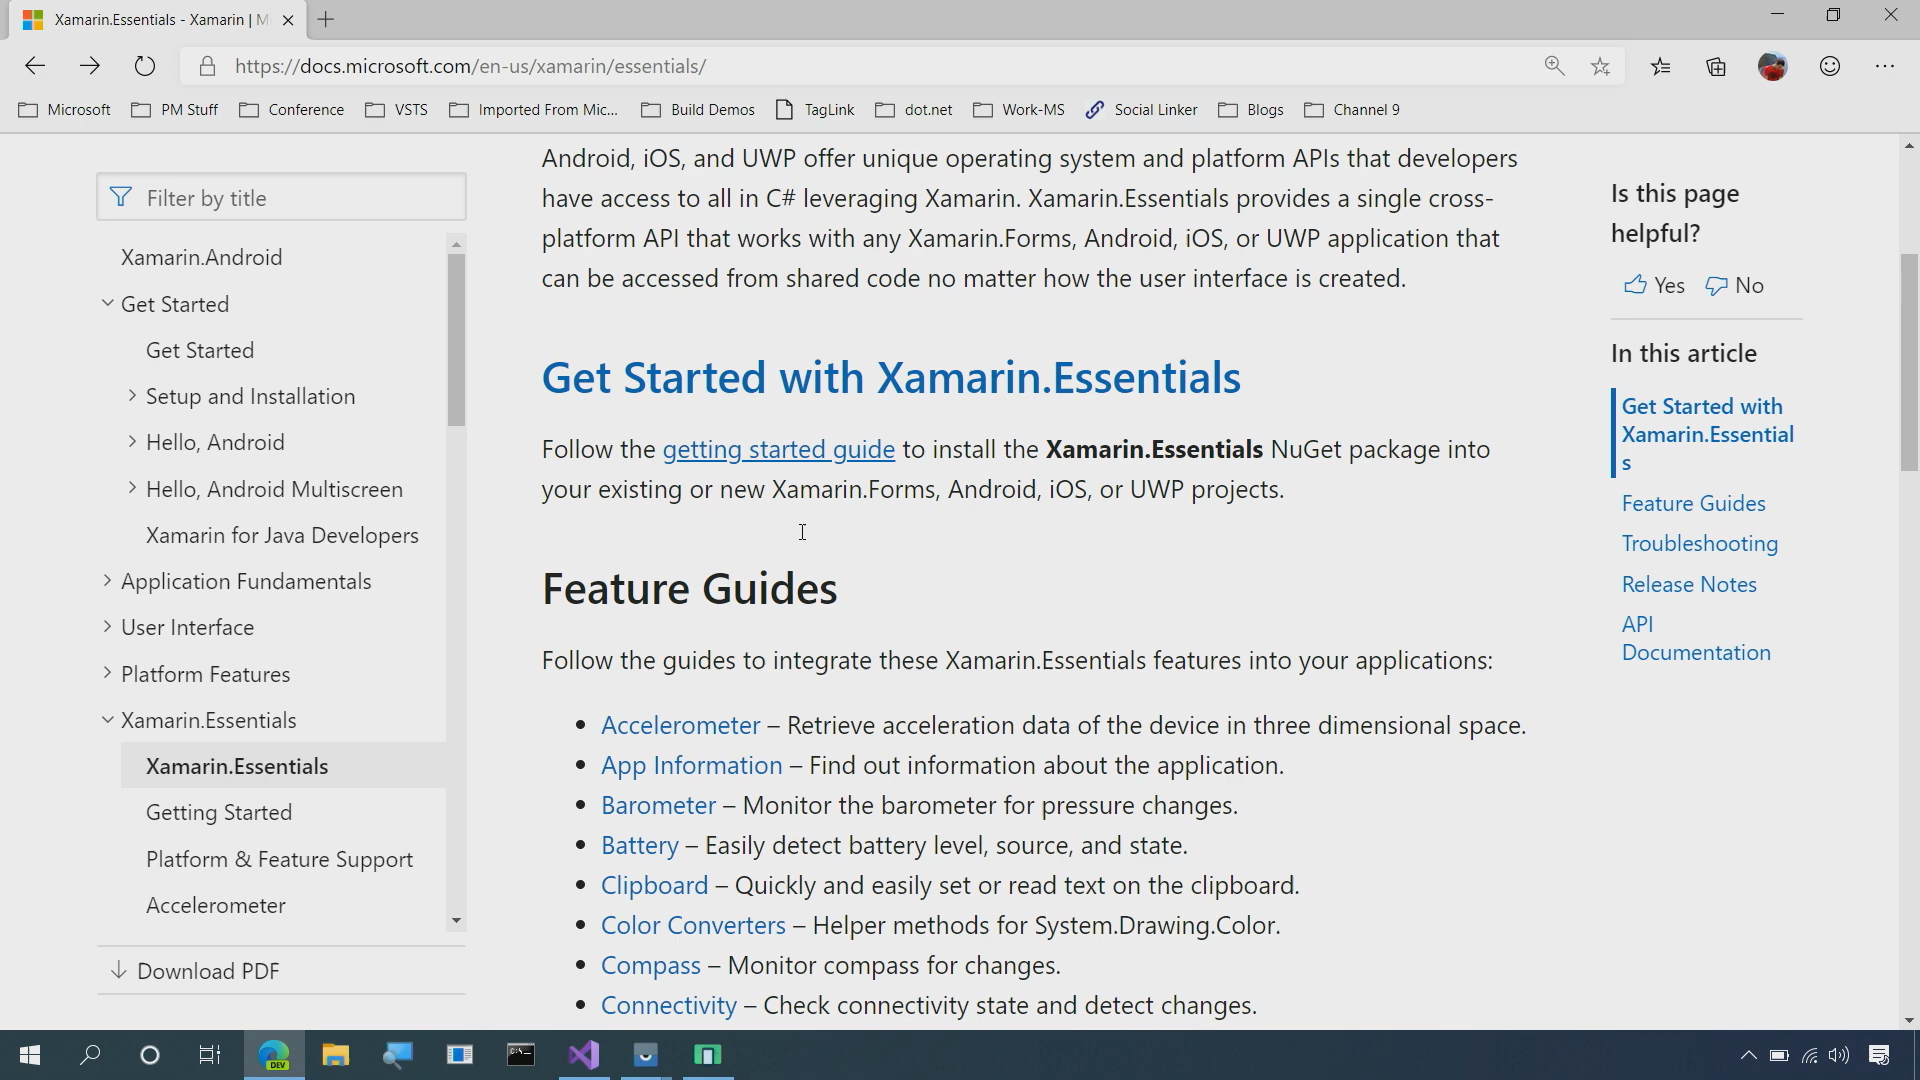 Xamarin.Essentials - Xamarin | M
https://docs.microsoft.com/en-us/xamarin/essentials/
Microsoft
PM Stuff
Conference
VSTS
Imported From Mic...
Build Demos
TagLink
dot.net
Work-MS
Social Linker
Blogs
Channel 9
Filter by title
Xamarin.Android
Get Started
Get Started
Setup and Installation
Hello, Android
Hello, Android Multiscreen
Xamarin for Java Developers
Application Fundamentals
User Interface
Platform Features
Xamarin.Essentials
Xamarin.Essentials
Getting Started
Platform & Feature Support
Accelerometer
Download PDF
Android, iOS, and UWP offer unique operating system and platform APIs that developers
have access to all in C# leveraging Xamarin. Xamarin.Essentials provides a single cross-
platform API that works with any Xamarin.Forms, Android, iOS, or UWP application that
can be accessed from shared code no matter how the user interface is created.
Get Started with Xamarin.Essentials
Follow the getting started guide to install the Xamarin.Essentials NuGet package into
your existing or new Xamarin.Forms, Android, iOS, or UWP projects.
Feature Guides
Follow the guides to integrate these Xamarin.Essentials features into your applications:
• Accelerometer – Retrieve acceleration data of the device in three dimensional space.
• App Information – Find out information about the application.
• Barometer – Monitor the barometer for pressure changes.
• Battery – Easily detect battery level, source, and state.
• Clipboard – Quickly and easily set or read text on the clipboard.
• Color Converters – Helper methods for System.Drawing.Color.
• Compass – Monitor compass for changes.
• Connectivity – Check connectivity state and detect changes.
Is this page
helpful?
Yes
No
In this article
Get Started with
Xamarin.Essential
s
Feature Guides
Troubleshooting
Release Notes
API
Documentation
DEV